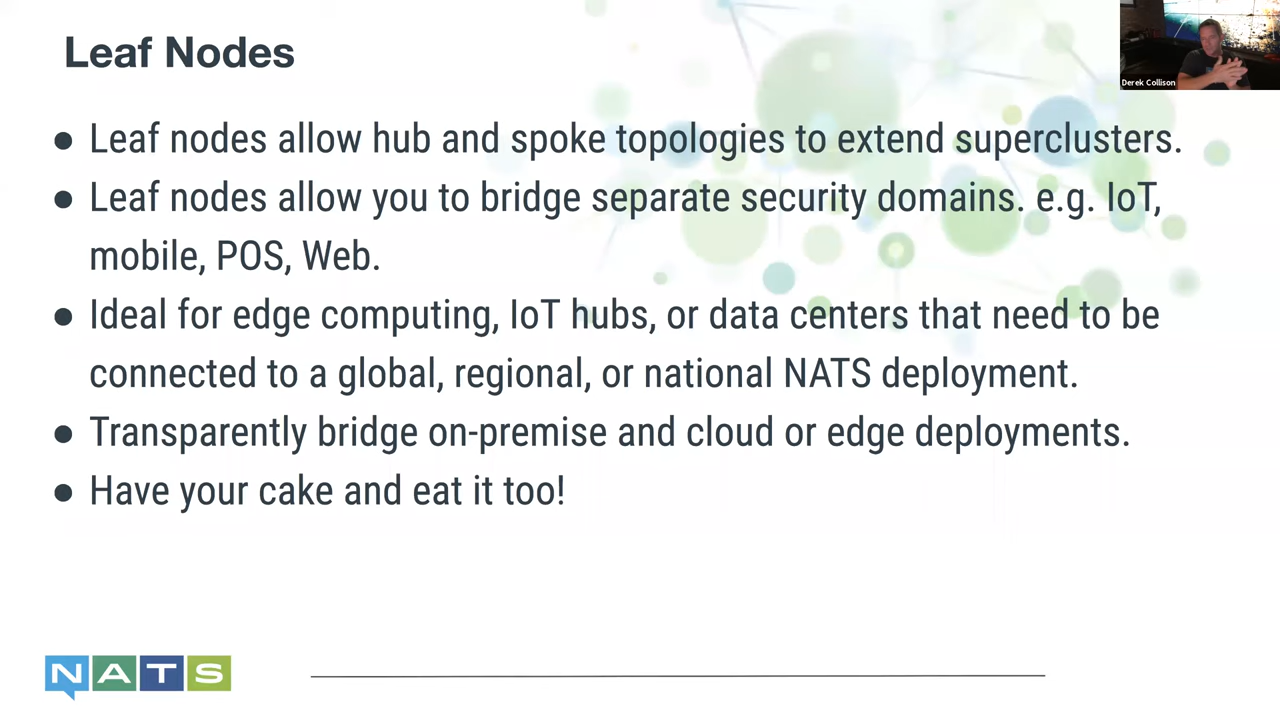 Leaf Nodes
Derek Collison
● Leaf nodes allow hub and spoke topologies to extend superclusters.
● Leaf nodes allow you to bridge separate security domains. e.g. IoT,
mobile, POS, Web.
● Ideal for edge computing, IoT hubs, or data centers that need to be
connected to a global, regional, or national NATS deployment.
● Transparently bridge on-premise and cloud or edge deployments.
● Have your cake and eat it too!
NATS